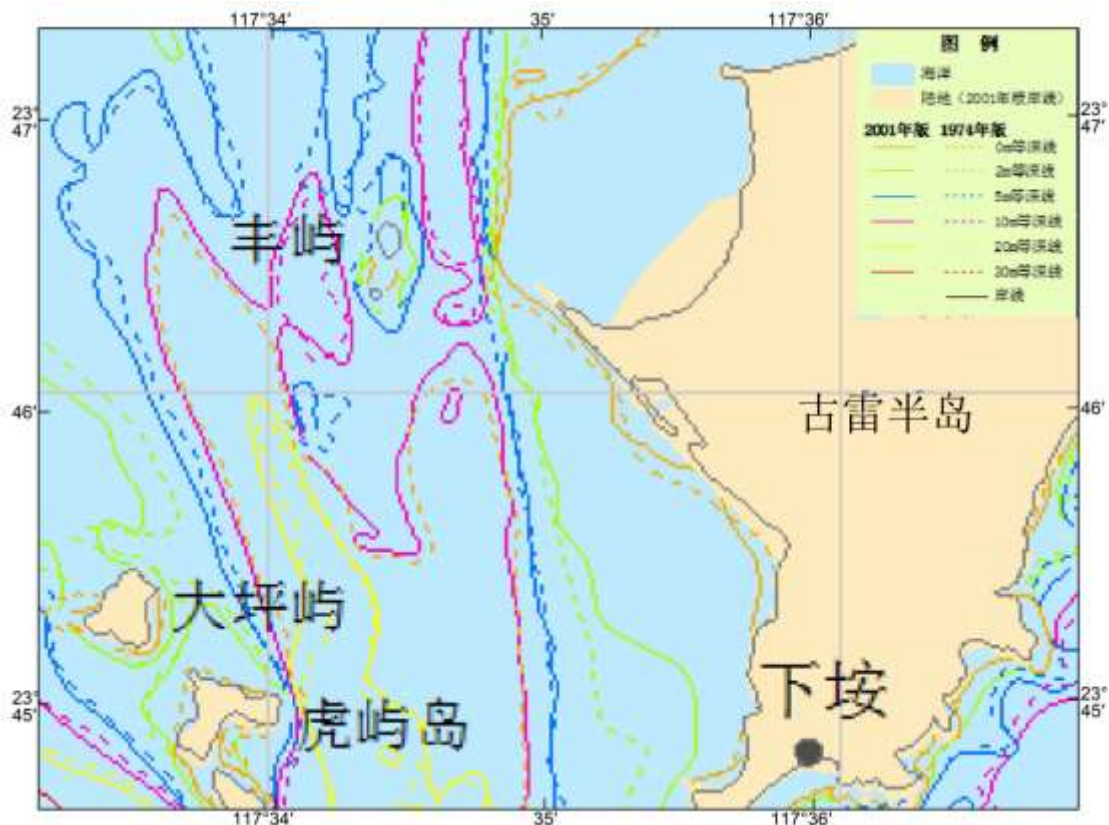 117°34′ 35′ 117°36′
图 例
海洋
陆地（2001年版岸线）
2001年版 1974年版
0m等深线
2m等深线
5m等深线
10m等深线
20m等深线
30m等深线
岸线
23°
47′
23°
47′
丰屿
46′
46′
古雷半岛
大坪屿
虎屿岛
下垵
23°
45′
23°
45′
117°34′ 35′ 117°36′